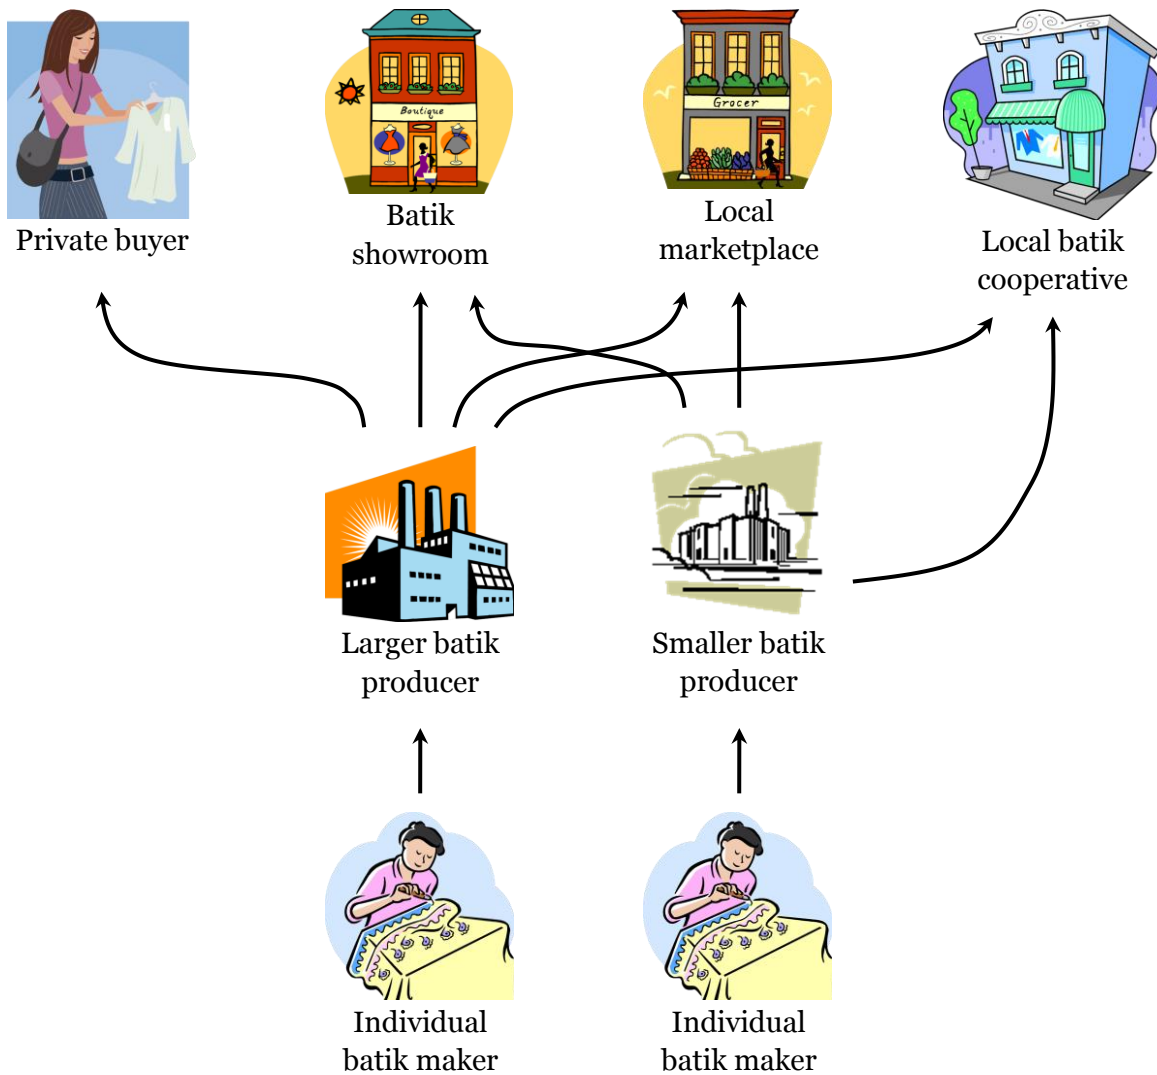 Boutique
Grocer
Private buyer
Batik
showroom
Local
marketplace
Local batik
cooperative
Larger batik
producer
Smaller batik
producer
Individual
batik maker
Individual
batik maker